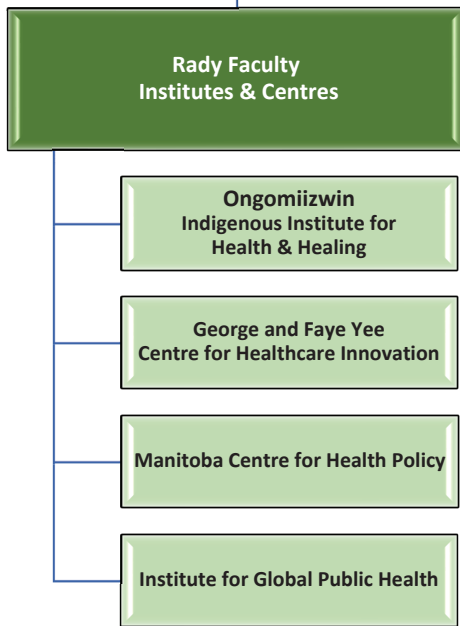 Rady Faculty
Institutes & Centres
Ongomiizwin
Indigenous Institute for
Health & Healing
George and Faye Yee
Centre for Healthcare Innovation
Manitoba Centre for Health Policy
Institute for Global Public Health